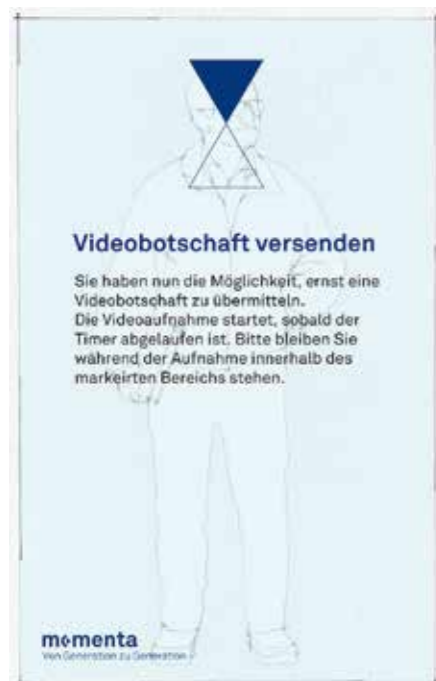 Videobotschaft versenden
Sie haben nun die Möglichkeit, ernst eine
Videobotschaft zu übermitteln.
Die Videoaufnahme startet, sobald der
Timer abgelaufen ist. Bitte bleiben Sie
während der Aufnahme innerhalb des
markeirten Bereichs stehen.
momenta
Von Generation zu Generation